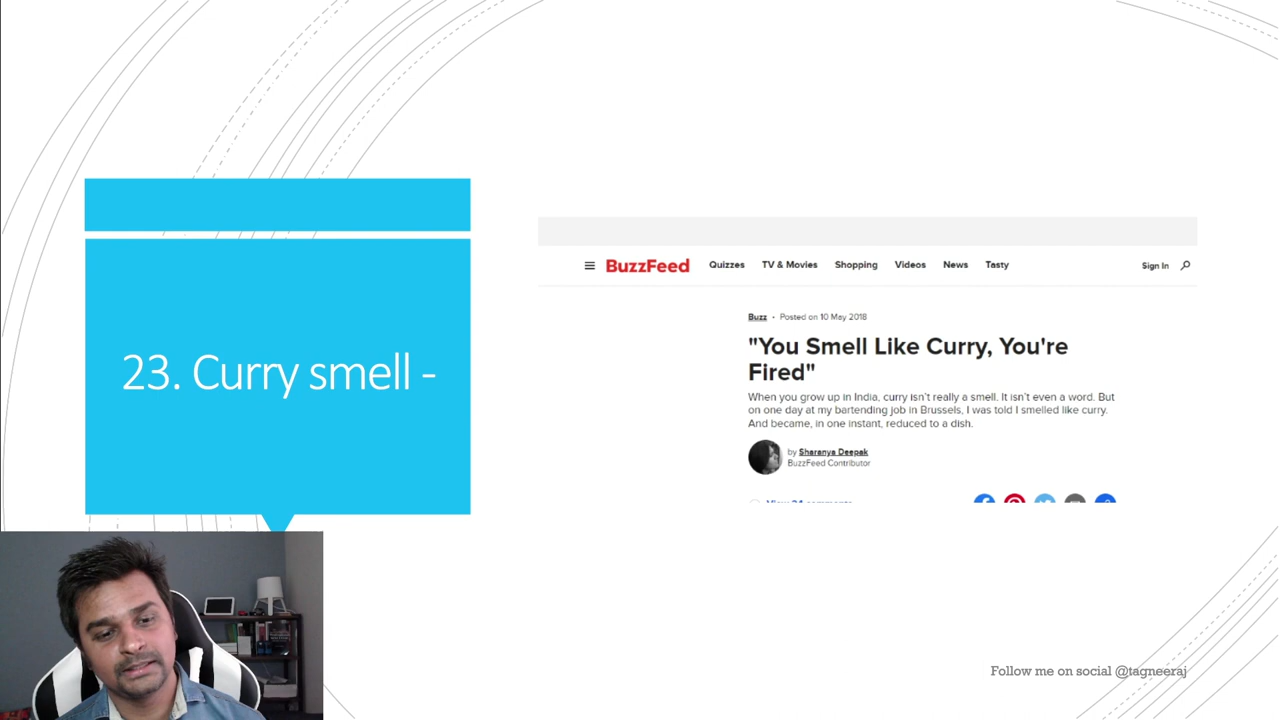 23. Curry smell -
BuzzFeed
Quizzes
TV & Movies
Shopping
Videos
News
Tasty
Sign In
Buzz • Posted on 10 May 2018
"You Smell Like Curry, You're
Fired"
When you grow up in India, curry isn't really a smell. It isn't even a word. But
on one day at my bartending job in Brussels, I was told I smelled like curry.
And became, in one instant, reduced to a dish.
by Sharanya Deepak
BuzzFeed Contributor
Follow me on social @tagneeraj